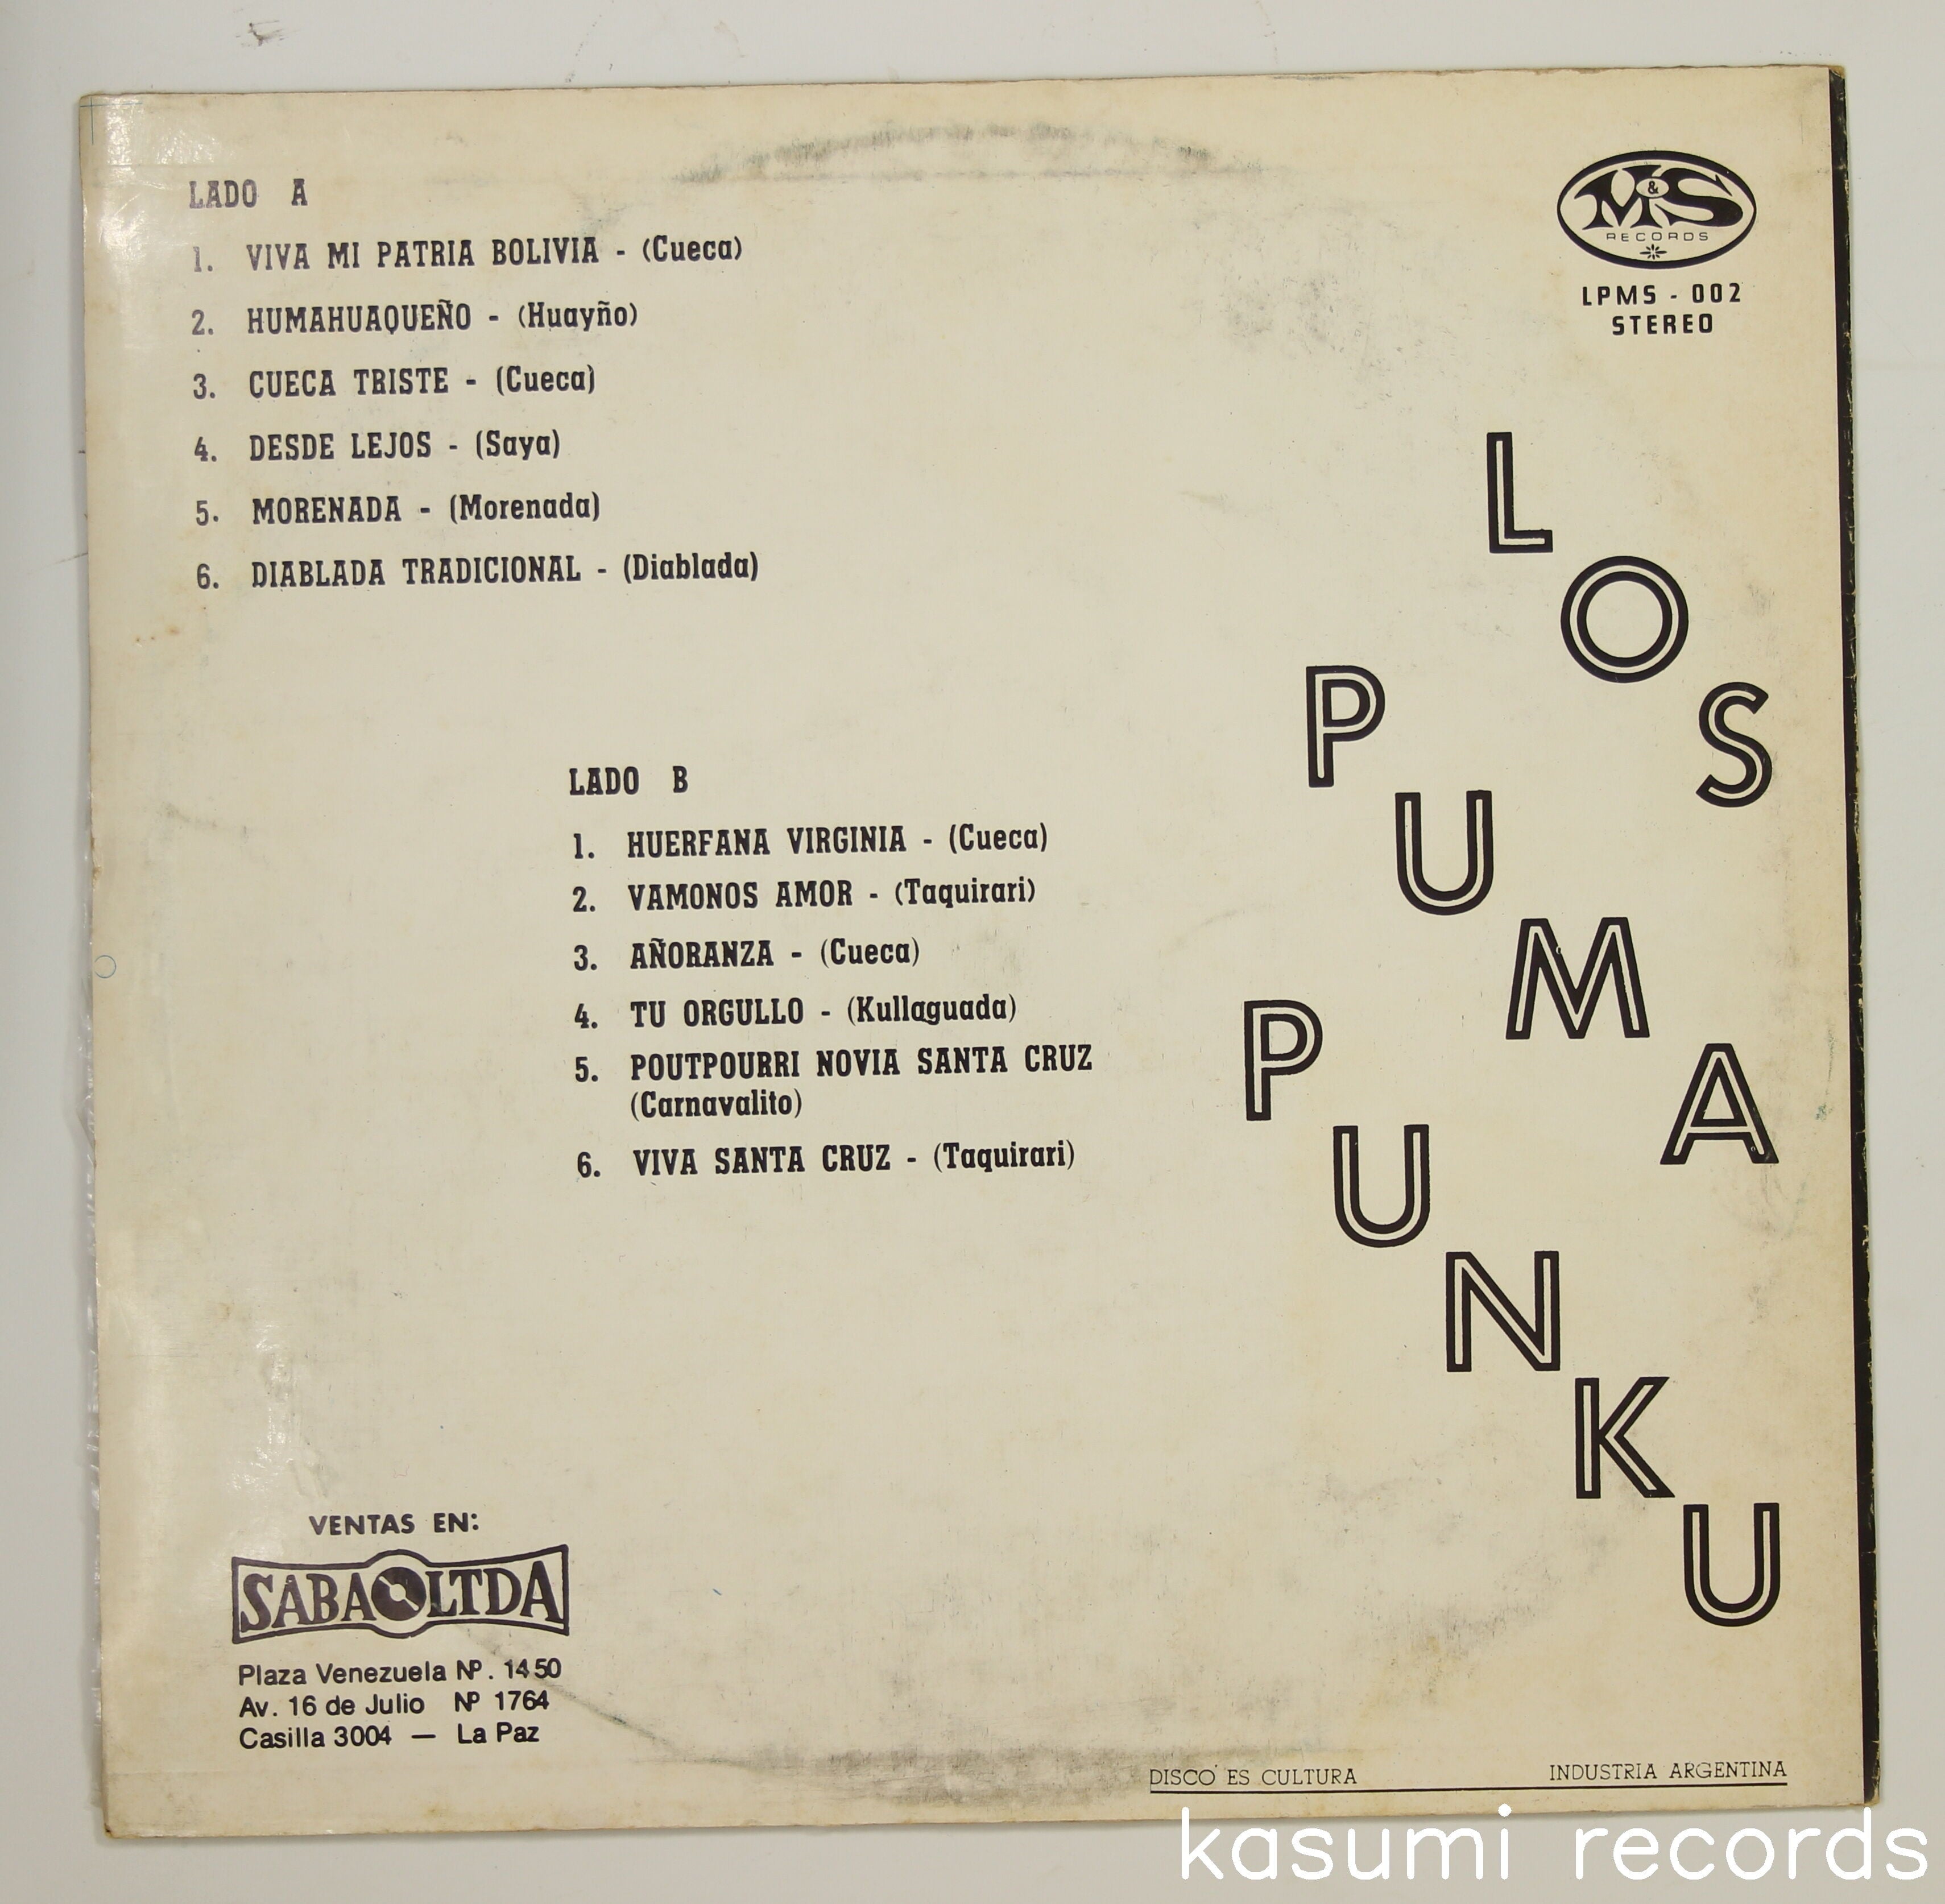 LADO A
1. VIVA MI PATRIA BOLIVIA - (Cueca)
2. HUMAHUAQUEÑO - (Huayño)
3. CUECA TRISTE - (Cueca)
4. DESDE LEJOS - (Saya)
5. MORENADA - (Morenada)
6. DIABLADA TRADICIONAL - (Diablada)
M&S
RECORDS
LPMS - 002
STEREO
LOS
PUMA
PUNKU
LADO B
1. HUERFANA VIRGINIA - (Cueca)
2. VAMONOS AMOR - (Taquirari)
3. AÑORANZA - (Cueca)
4. TU ORGULLO - (Kullaguada)
5. POUTPOURRI NOVIA SANTA CRUZ
(Carnavalito)
6. VIVA SANTA CRUZ - (Taquirari)
VENTAS EN:
SABA LTDA
Plaza Venezuela Nº. 1450
Av. 16 de Julio Nº 1764
Casilla 3004 — La Paz
DISCO ES CULTURA INDUSTRIA ARGENTINA
kasumi records